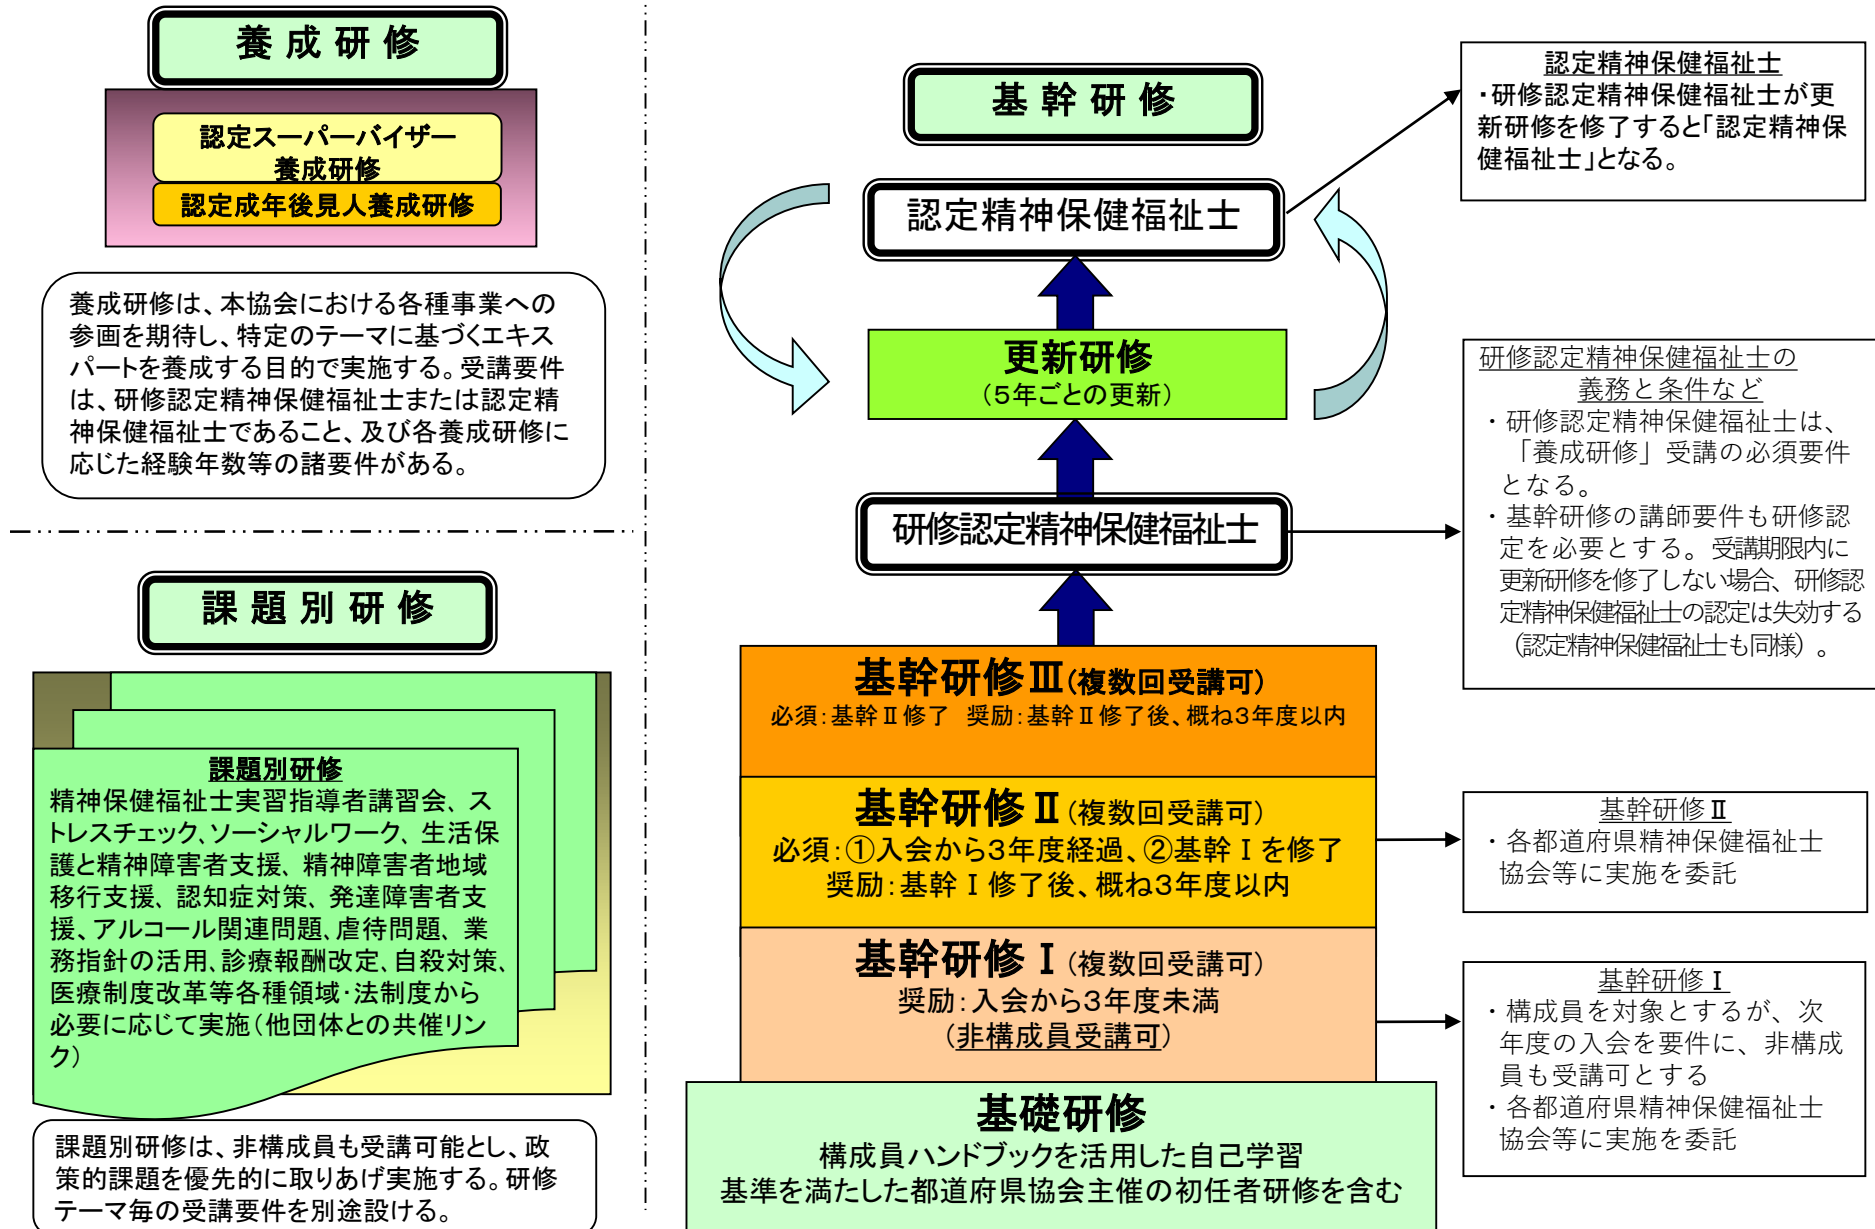 養成研修
認定スーパーバイザー
養成研修
認定成年後見人養成研修
養成研修は、本協会における各種事業への
参画を期待し、特定のテーマに基づくエキス
パートを養成する目的で実施する。受講要件
は、研修認定精神保健福祉士または認定精
神保健福祉士であること、及び各養成研修に
応じた経験年数等の諸要件がある。
課題別研修
課題別研修
精神保健福祉士実習指導者講習会、ス
トレスチェック、ソーシャルワーク、生活保
護と精神障害者支援、精神障害者地域
移行支援、認知症対策、発達障害者支
援、アルコール関連問題、虐待問題、業
務指針の活用、診療報酬改定、自殺対策、
医療制度改革等各種領域・法制度から
必要に応じて実施（他団体との共催リン
ク）
課題別研修は、非構成員も受講可能とし、政
策的課題を優先的に取りあげ実施する。研修
テーマ毎の受講要件を別途設ける。
基幹研修
認定精神保健福祉士
更新研修
（５年ごとの更新）
研修認定精神保健福祉士
基幹研修Ⅲ（複数回受講可）
必須：基幹Ⅱ修了　奨励：基幹Ⅱ修了後、概ね３年度以内
基幹研修Ⅱ（複数回受講可）
必須：①入会から３年度経過、②基幹Ⅰを修了
奨励：基幹Ⅰ修了後、概ね３年度以内
基幹研修Ⅰ（複数回受講可）
奨励：入会から３年度未満
（非構成員受講可）
基礎研修
構成員ハンドブックを活用した自己学習
基準を満たした都道府県協会主催の初任者研修を含む
認定精神保健福祉士
・研修認定精神保健福祉士が更
新研修を修了すると「認定精神保
健福祉士」となる。
研修認定精神保健福祉士の
義務と条件など
・研修認定精神保健福祉士は、
「養成研修」受講の必須要件
となる。
・基幹研修の講師要件も研修認
定を必要とする。受講期限内に
更新研修を修了しない場合、研修認
定精神保健福祉士の認定は失効する
（認定精神保健福祉士も同様）。
基幹研修Ⅱ
・各都道府県精神保健福祉士
協会等に実施を委託
基幹研修Ⅰ
・構成員を対象とするが、次
年度の入会を要件に、非構成
員も受講可とする
・各都道府県精神保健福祉士
協会等に実施を委託